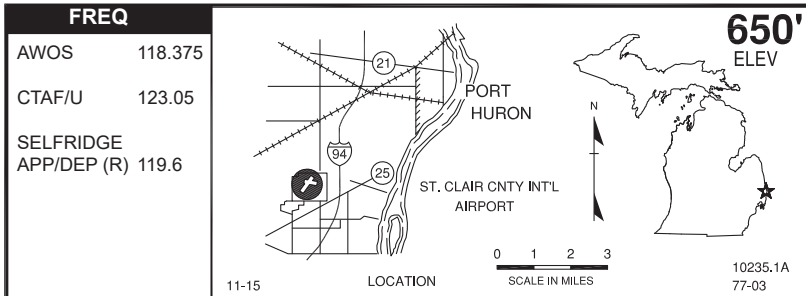 FREQ
AWOS 118.375
CTAF/U 123.05
SELFRIDGE
APP/DEP (R) 119.6
21
PORT
HURON
94
25
ST. CLAIR CNTY INT'L
AIRPORT
11-15
LOCATION
N
0 1 2 3
SCALE IN MILES
650'
ELEV
10235.1A
77-03